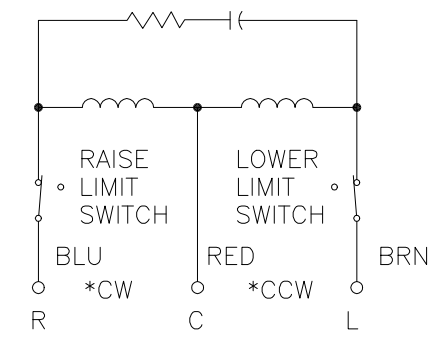 RAISE
LIMIT
SWITCH
LOWER
LIMIT
SWITCH
BLU
RED
BRN
*CW
*CCW
R
C
L